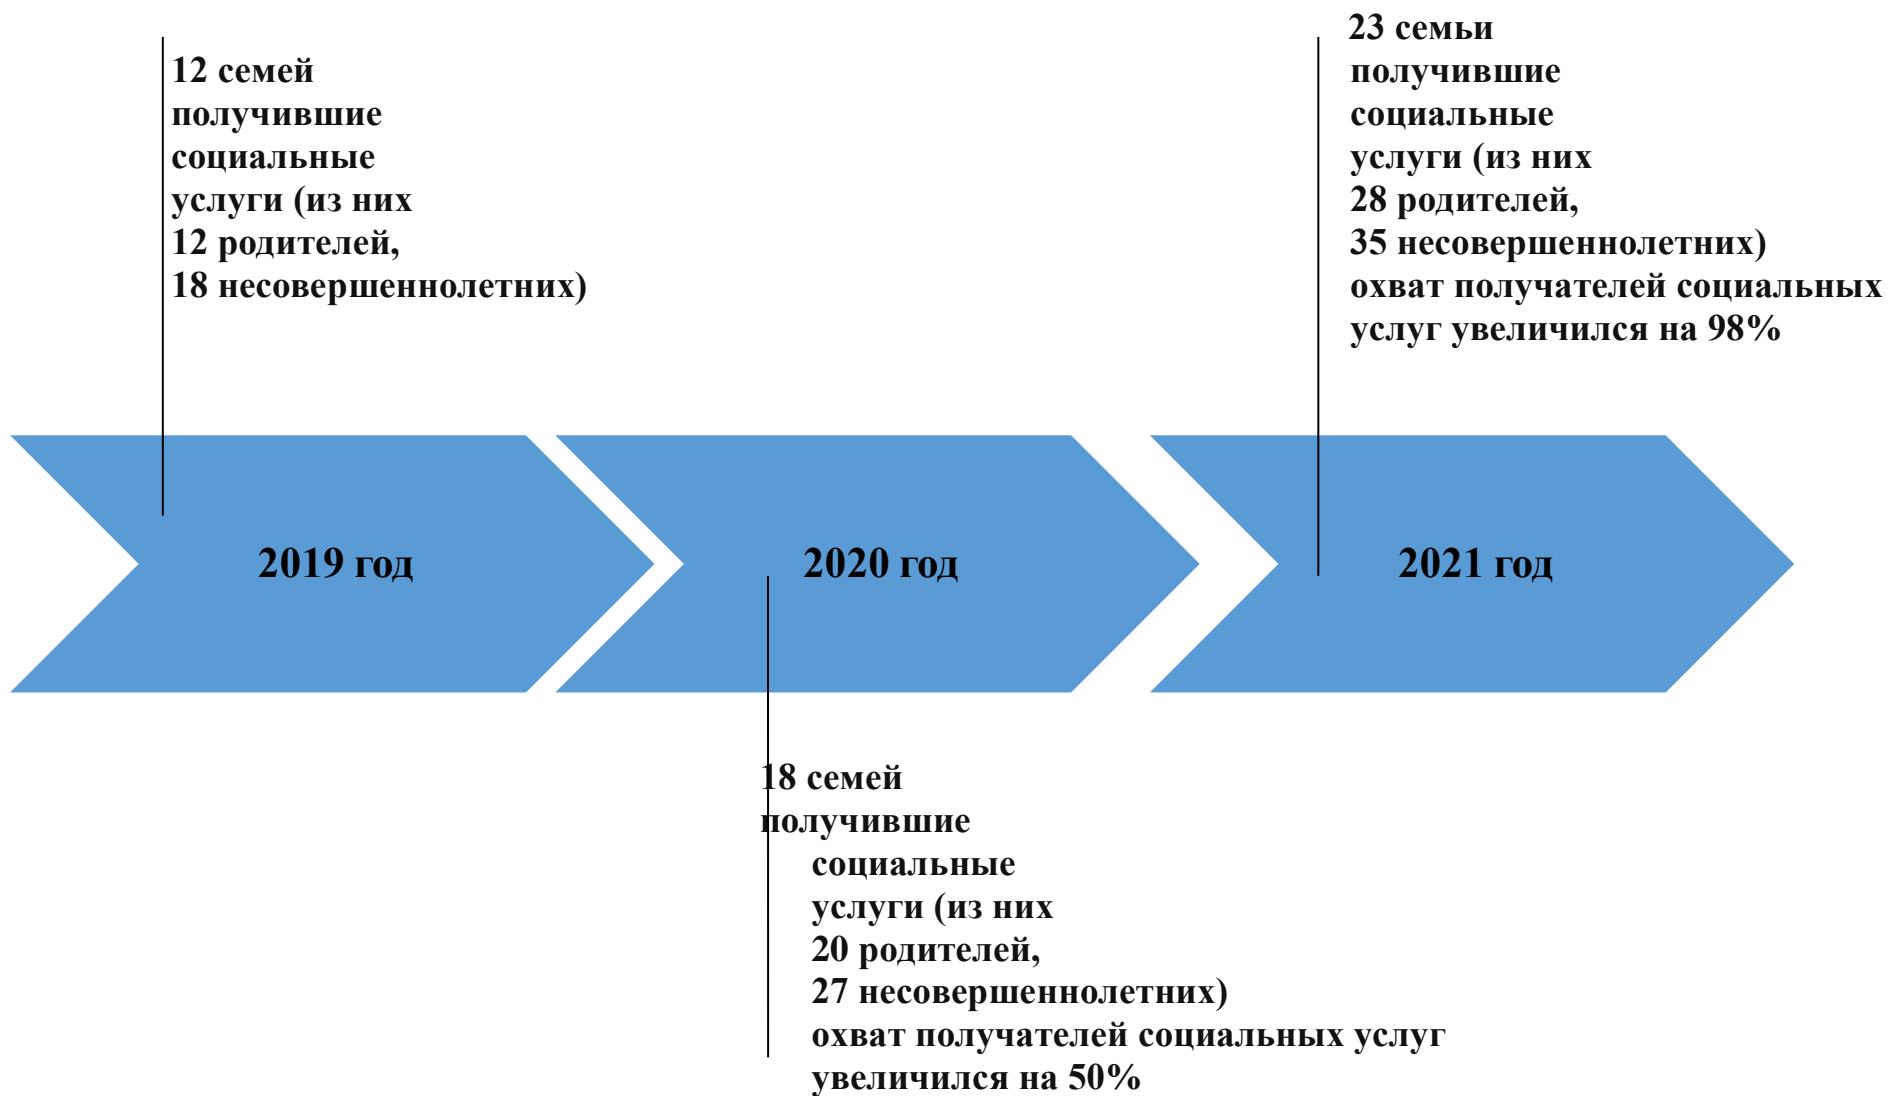 12 семей
получившие
социальные
услуги (из них
12 родителей,
18 несовершеннолетних)
23 семьи
получившие
социальные
услуги (из них
28 родителей,
35 несовершеннолетних)
охват получателей социальных
услуг увеличился на 98%
2019 год
2020 год
2021 год
18 семей
получившие
социальные
услуги (из них
20 родителей,
27 несовершеннолетних)
охват получателей социальных услуг
увеличился на 50%